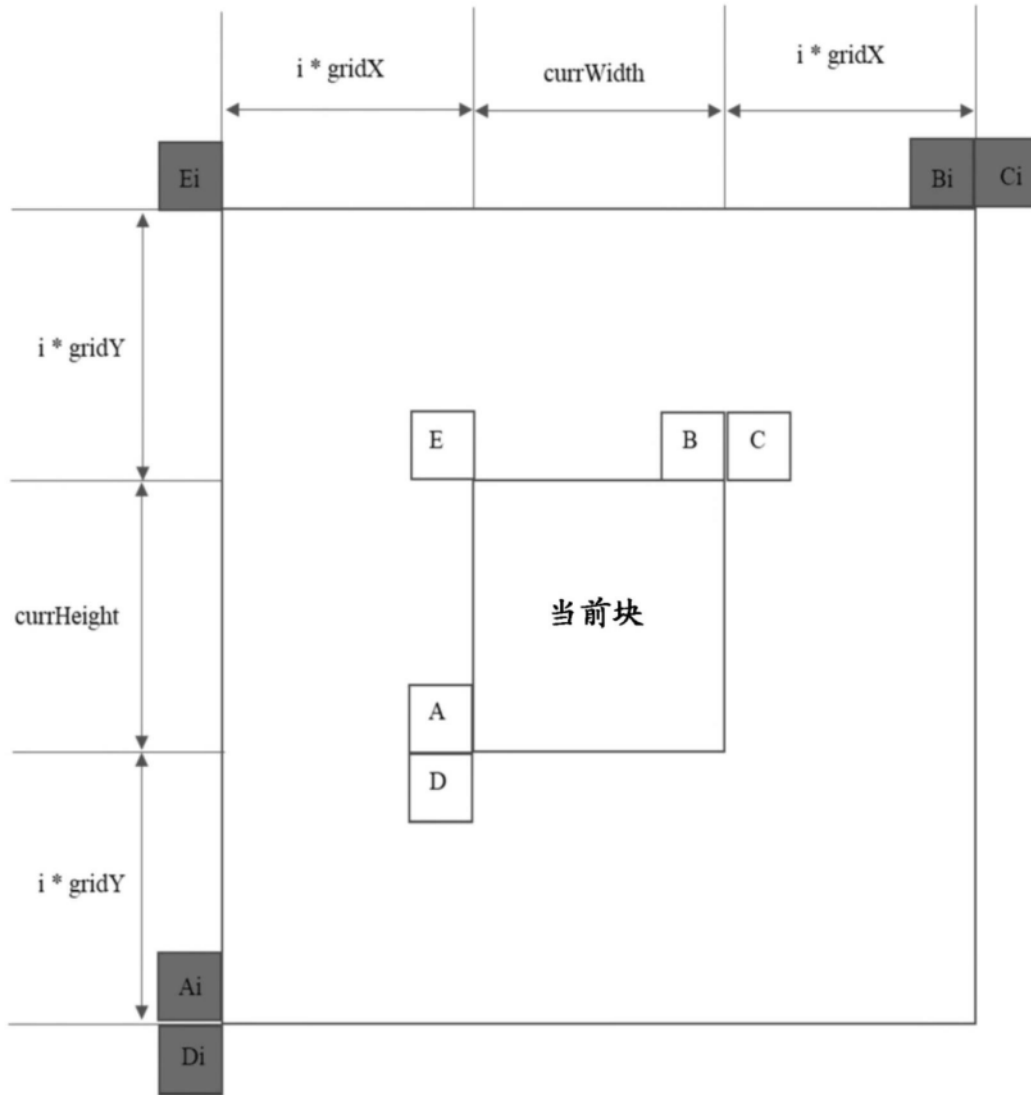 i * gridX
currWidth
i * gridX
Ei
Bi
Ci
i * gridY
E
B
C
currHeight
当前块
A
D
i * gridY
Ai
Di